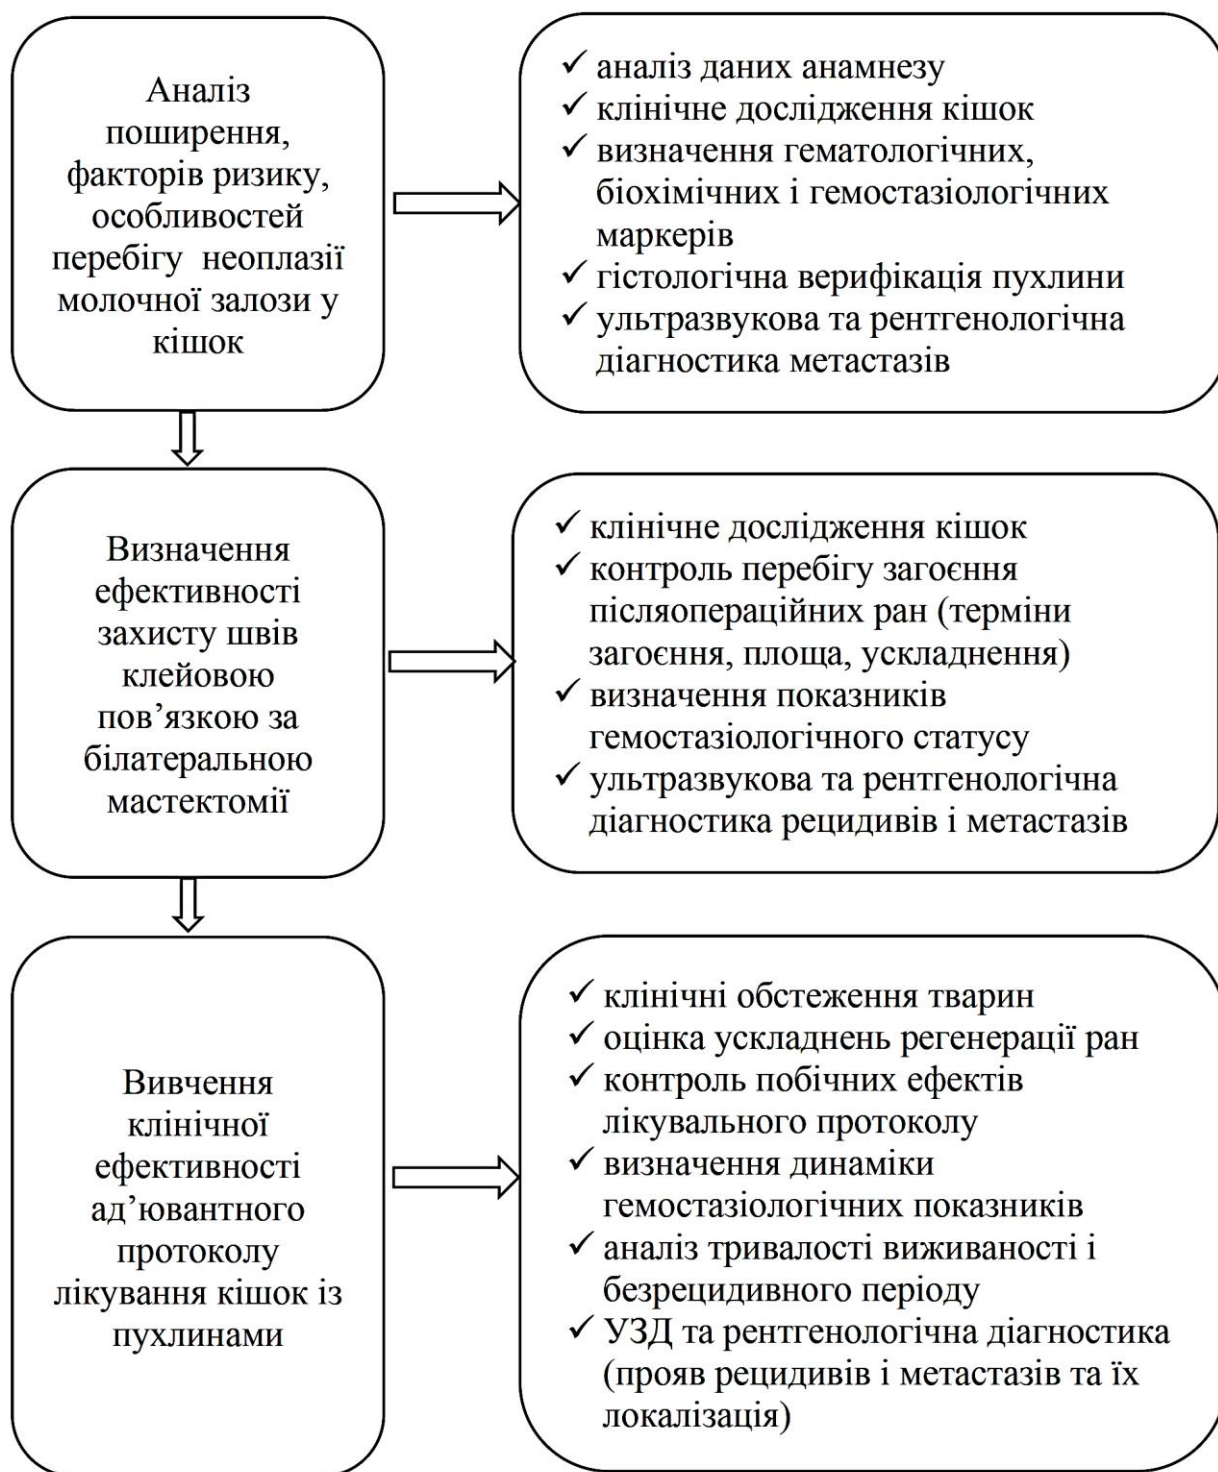 Аналіз
поширення,
факторів ризику,
особливостей
перебігу неоплазії
молочної залози у
кішок
✓ аналіз даних анамнезу
✓ клінічне дослідження кішок
✓ визначення гематологічних,
біохімічних і гемостазіологічних
маркерів
✓ гістологічна верифікація пухлини
✓ ультразвукова та рентгенологічна
діагностика метастазів
Визначення
ефективності
захисту швів
клейовою
пов’язкою за
білатеральною
мастектомії
✓ клінічне дослідження кішок
✓ контроль перебігу загоєння
післяопераційних ран (терміни
загоєння, площа, ускладнення)
✓ визначення показників
гемостазіологічного статусу
✓ ультразвукова та рентгенологічна
діагностика рецидивів і метастазів
Вивчення
клінічної
ефективності
ад’ювантного
протоколу
лікування кішок із
пухлинами
✓ клінічні обстеження тварин
✓ оцінка ускладнень регенерації ран
✓ контроль побічних ефектів
лікувального протоколу
✓ визначення динаміки
гемостазіологічних показників
✓ аналіз тривалості виживаності і
безрецидивного періоду
✓ УЗД та рентгенологічна діагностика
(прояв рецидивів і метастазів та їх
локалізація)